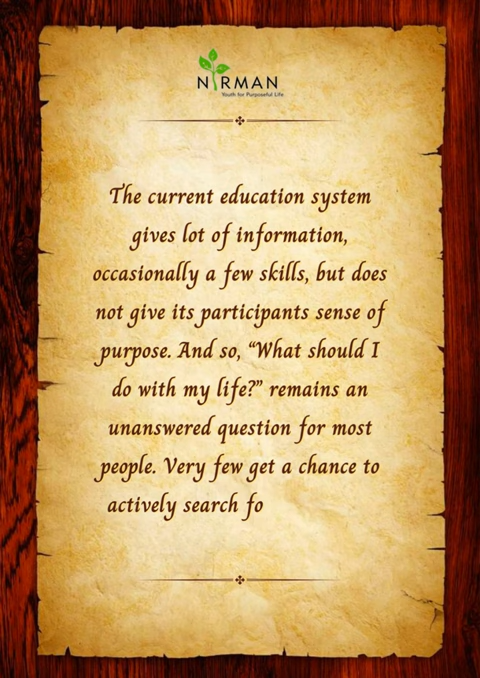 NIRMAN
Youth for Purposeful Life
The current education system
gives lot of information,
occasionally a few skills, but does
not give its participants sense of
purpose. And so, “What should I
do with my life?” remains an
unanswered question for most
people. Very few get a chance to
actively search fo